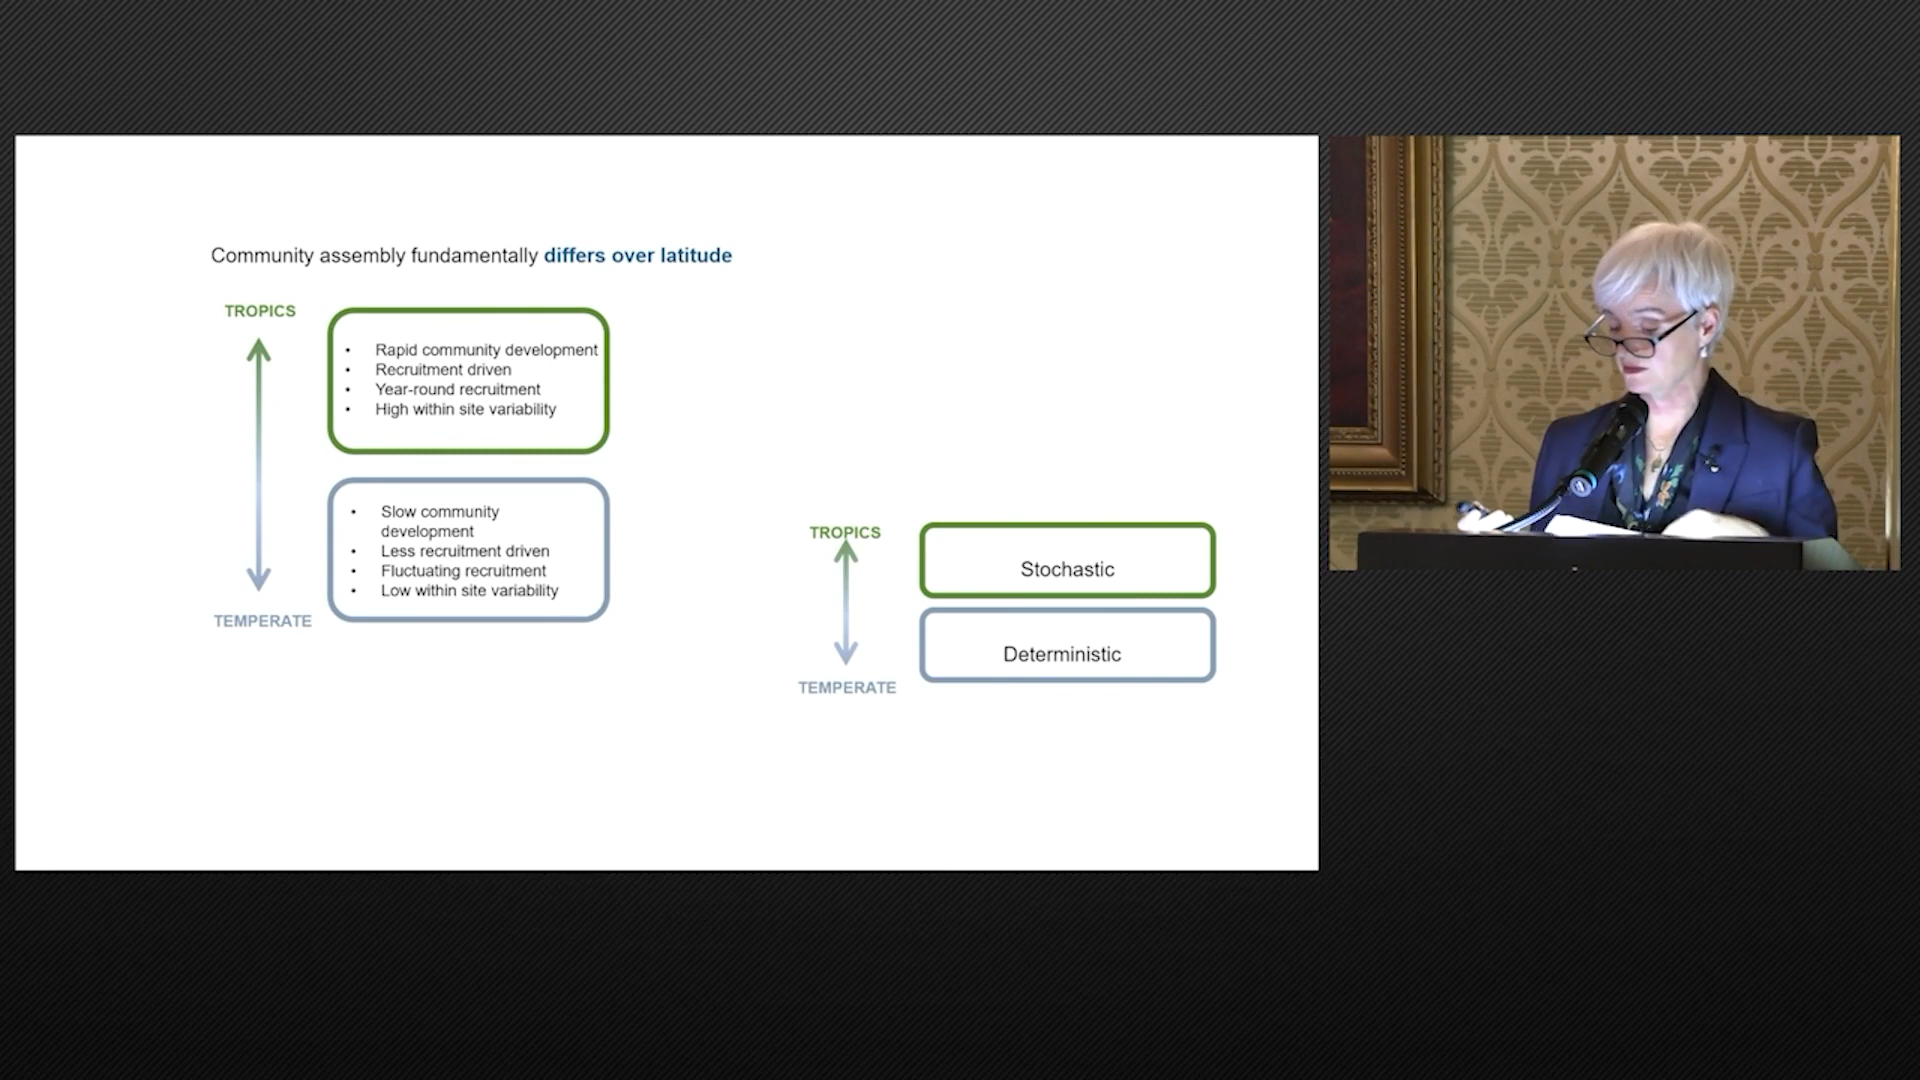 Community assembly fundamentally differs over latitude
TROPICS
• Rapid community development
• Recruitment driven
• Year-round recruitment
• High within site variability
• Slow community
development
• Less recruitment driven
• Fluctuating recruitment
• Low within site variability
TEMPERATE
TROPICS
Stochastic
Deterministic
TEMPERATE